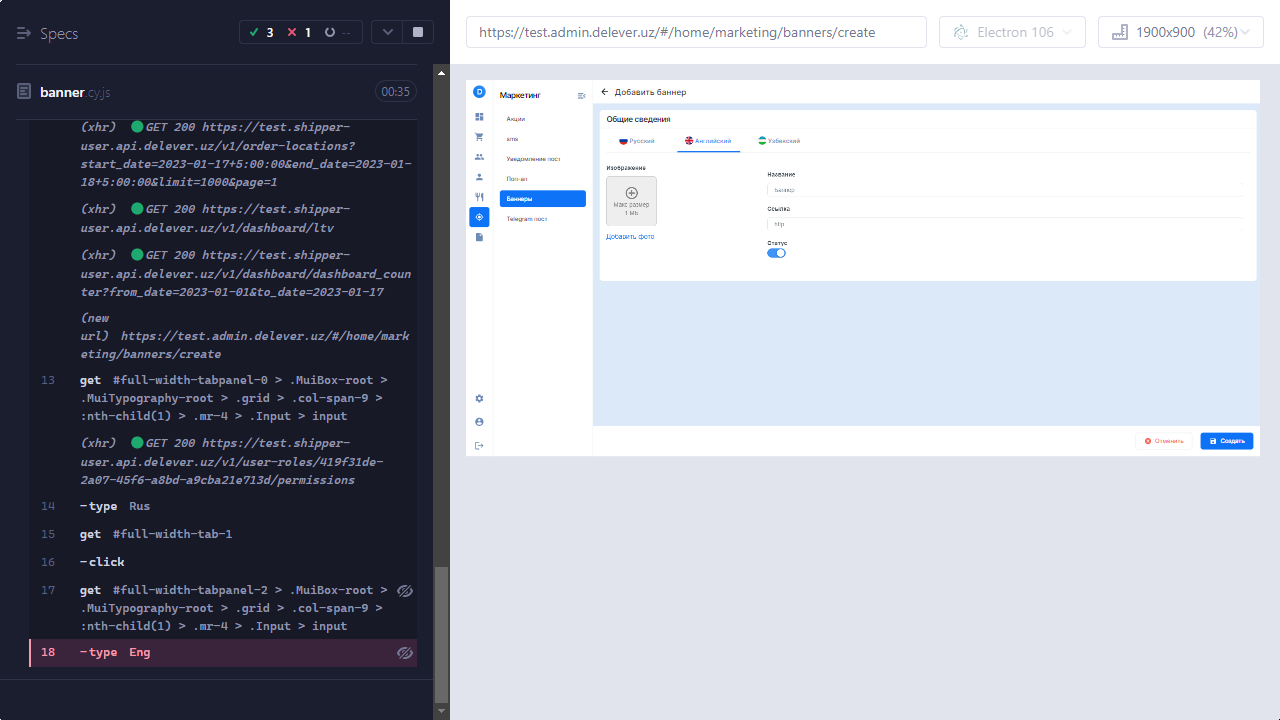 Specs
3
1
--
banner.cy.js
00:35
(xhr) GET 200 https://test.shipper-
user.api.delever.uz/v1/order-locations?
start_date=2023-01-17+5:00:00&end_date=2023-01-
18+5:00:00&limit=1000&page=1
(xhr) GET 200 https://test.shipper-
user.api.delever.uz/v1/dashboard/ltv
(xhr) GET 200 https://test.shipper-
user.api.delever.uz/v1/dashboard/dashboard_cou
nter?from_date=2023-01-01&to_date=2023-01-17
(new
url) https://test.admin.delever.uz/#/home/mark
eting/banners/create
13 get #full-width-tabpanel-0 > .MuiBox-root >
.MuiTypography-root > .grid > .col-span-9 >
:nth-child(1) > .mr-4 > .Input > input
(xhr) GET 200 https://test.shipper-
user.api.delever.uz/v1/user-roles/419f31de-
2a07-45f6-a8bd-a9cba21e713d/permissions
14 -type Rus
15 get #full-width-tab-1
16 -click
17 get #full-width-tabpanel-2 > .MuiBox-root >
.MuiTypography-root > .grid > .col-span-9 >
:nth-child(1) > .mr-4 > .Input > input
18 -type Eng
https://test.admin.delever.uz/#/home/marketing/banners/create
Electron 106
1900x900 (42%)
D
Маркетинг
Акции
sms
Уведомление пост
Поп-ап
Баннеры
Telegram пост
Добавить баннер
Общие сведения
Русский
Английский
Узбекский
Изображение
Макс размер
1 Mb
Добавить фото
Название
Баннер
Ссылка
http
Статус
Отменить
Создать